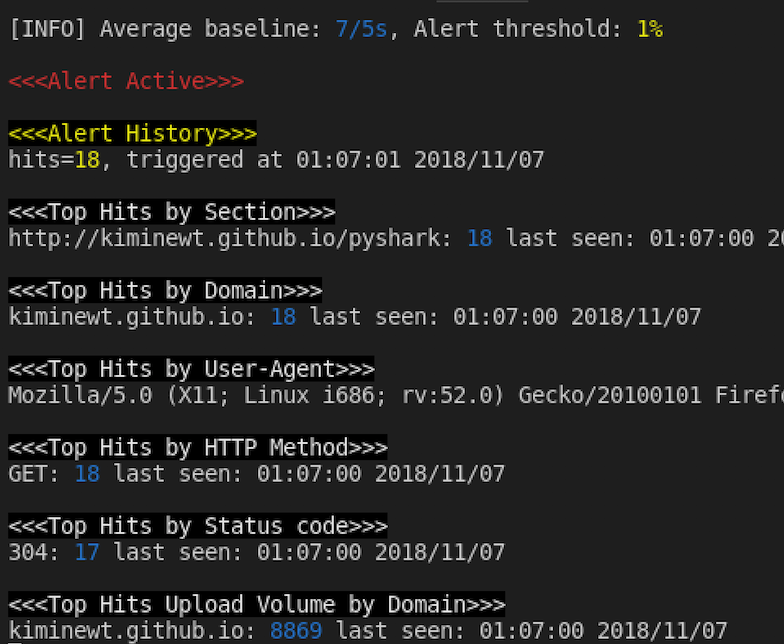 [INFO] Average baseline: 7/5s, Alert threshold: 1%
<<<Alert Active>>>
<<<Alert History>>>
hits=18, triggered at 01:07:01 2018/11/07
<<<Top Hits by Section>>>
http://kiminewt.github.io/pyshark: 18 last seen: 01:07:00 20
<<<Top Hits by Domain>>>
kiminewt.github.io: 18 last seen: 01:07:00 2018/11/07
<<<Top Hits by User-Agent>>>
Mozilla/5.0 (X11; Linux i686; rv:52.0) Gecko/20100101 Firef
<<<Top Hits by HTTP Method>>>
GET: 18 last seen: 01:07:00 2018/11/07
<<<Top Hits by Status code>>>
304: 17 last seen: 01:07:00 2018/11/07
<<<Top Hits Upload Volume by Domain>>>
kiminewt.github.io: 8869 last seen: 01:07:00 2018/11/07